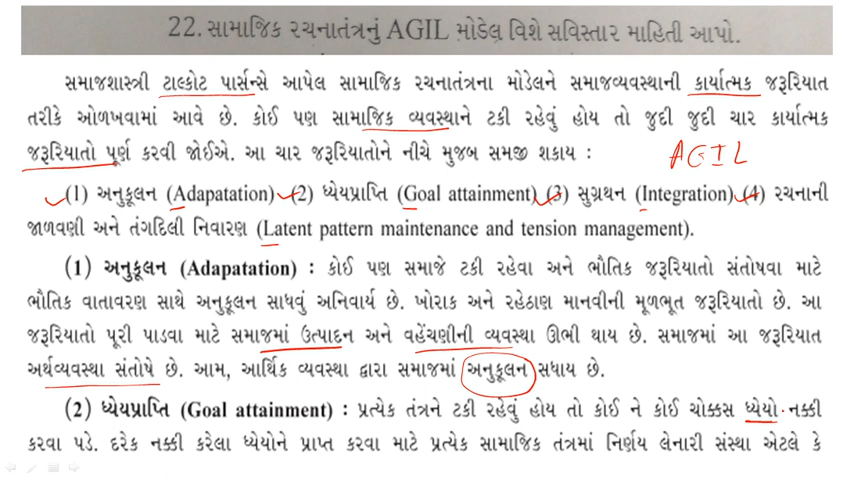 22. સામાજિક રચનાતંત્રનું AGIL મોડેલ વિશે સવિસ્તાર માહિતી આપો.
સમાજશાસ્ત્રી ટાલ્કોટ પાર્સન્સે આપેલ સામાજિક રચનાતંત્રના મોડેલને સમાજવ્યવસ્થાની કાર્યાત્મક જરૂરિયાત
તરીકે ઓળખવામાં આવે છે. કોઈ પણ સામાજિક વ્યવસ્થાને ટકી રહેવું હોય તો જુદી જુદી ચાર કાર્યાત્મક
જરૂરિયાતો પૂર્ણ કરવી જોઈએ. આ ચાર જરૂરિયાતોને નીચે મુજબ સમજી શકાય :
AGIL
(1) અનુકૂલન (Adapatation) (2) ધ્યેયપ્રાપ્તિ (Goal attainment) (3) સુગ્રથન (Integration) (4) રચનાની
જાળવણી અને તંગદિલી નિવારણ (Latent pattern maintenance and tension management).
(1) અનુકૂલન (Adapatation) : કોઈ પણ સમાજે ટકી રહેવા અને ભૌતિક જરૂરિયાતો સંતોષવા માટે
ભૌતિક વાતાવરણ સાથે અનુકૂલન સાધવું અનિવાર્ય છે. ખોરાક અને રહેઠાણ માનવીની મૂળભૂત જરૂરિયાતો છે. આ
જરૂરિયાતો પૂરી પાડવા માટે સમાજમાં ઉત્પાદન અને વહેંચણીની વ્યવસ્થા ઊભી થાય છે. સમાજમાં આ જરૂરિયાત
અર્થવ્યવસ્થા સંતોષે છે. આમ, આર્થિક વ્યવસ્થા દ્વારા સમાજમાં અનુકૂલન સધાય છે.
(2) ધ્યેયપ્રાપ્તિ (Goal attainment) : પ્રત્યેક તંત્રને ટકી રહેવું હોય તો કોઈ ને કોઈ ચોક્કસ ધ્યેયો નક્કી
કરવા પડે. દરેક નક્કી કરેલા ધ્યેયોને પ્રાપ્ત કરવા માટે પ્રત્યેક સામાજિક તંત્રમાં નિર્ણય લેનારી સંસ્થા એટલે કે